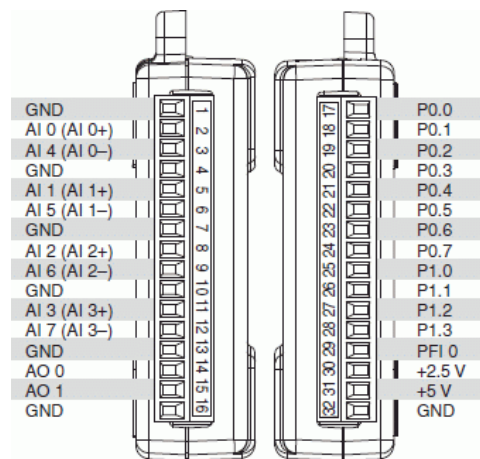 GND 1 17 P0.0
AI 0 (AI 0+) 2 18 P0.1
AI 4 (AI 0–) 3 19 P0.2
GND 4 20 P0.3
AI 1 (AI 1+) 5 21 P0.4
AI 5 (AI 1–) 6 22 P0.5
GND 7 23 P0.6
AI 2 (AI 2+) 8 24 P0.7
AI 6 (AI 2–) 9 25 P1.0
GND 10 26 P1.1
AI 3 (AI 3+) 11 27 P1.2
AI 7 (AI 3–) 12 28 P1.3
GND 13 29 PFI 0
AO 0 14 30 +2.5 V
AO 1 15 31 +5 V
GND 16 32 GND